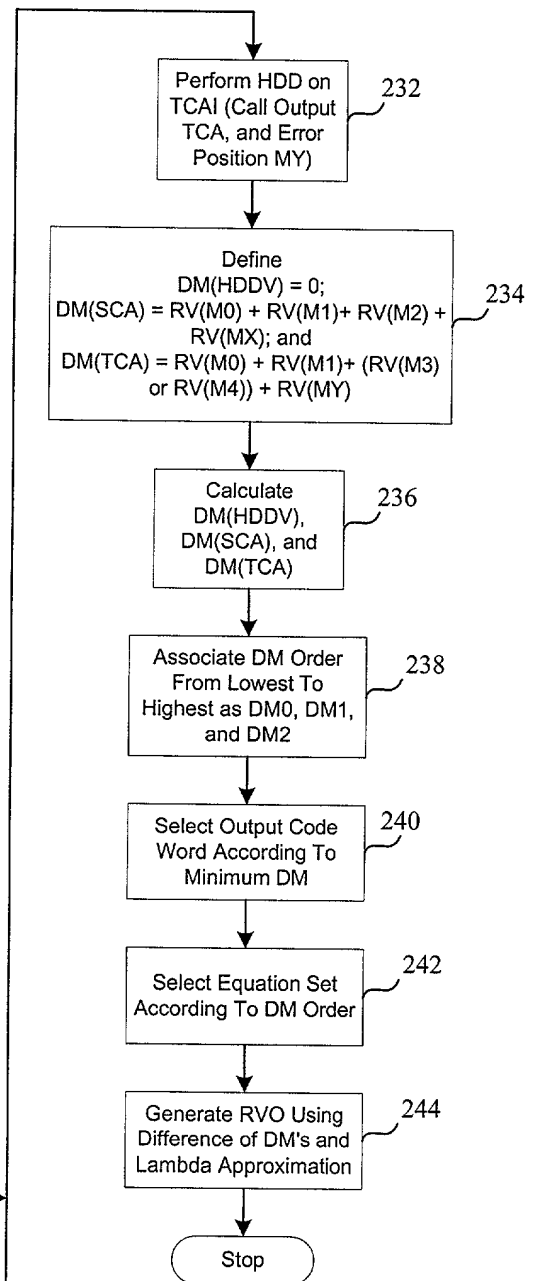 Perform HDD on
TCAI (Call Output
TCA, and Error
Position MY)
232
Define
DM(HDDV) = 0;
DM(SCA) = RV(M0) + RV(M1)+ RV(M2) +
RV(MX); and
DM(TCA) = RV(M0) + RV(M1)+ (RV(M3)
or RV(M4)) + RV(MY)
234
Calculate
DM(HDDV),
DM(SCA), and
DM(TCA)
236
Associate DM Order
From Lowest To
Highest as DM0, DM1,
and DM2
238
Select Output Code
Word According To
Minimum DM
240
Select Equation Set
According To DM Order
242
Generate RVO Using
Difference of DM's and
Lambda Approximation
244
Stop